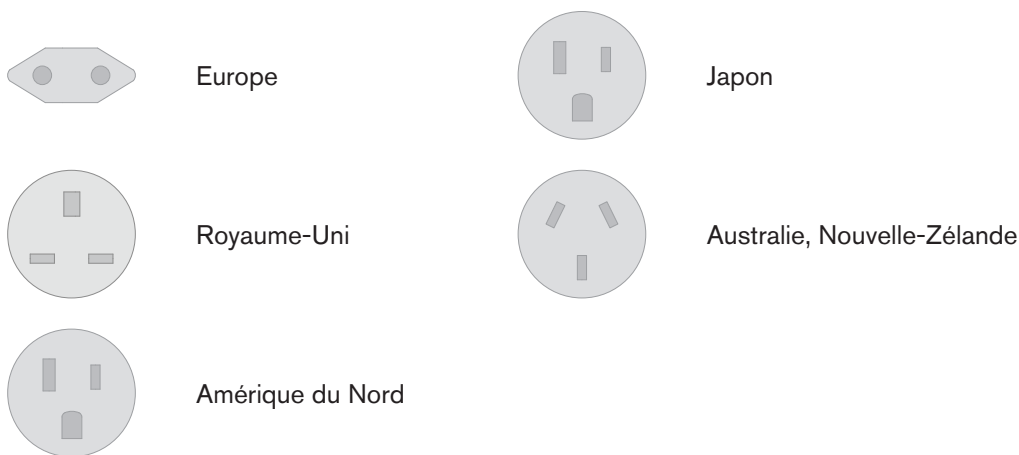 Europe
Japon
Royaume-Uni
Australie, Nouvelle-Zélande
Amérique du Nord